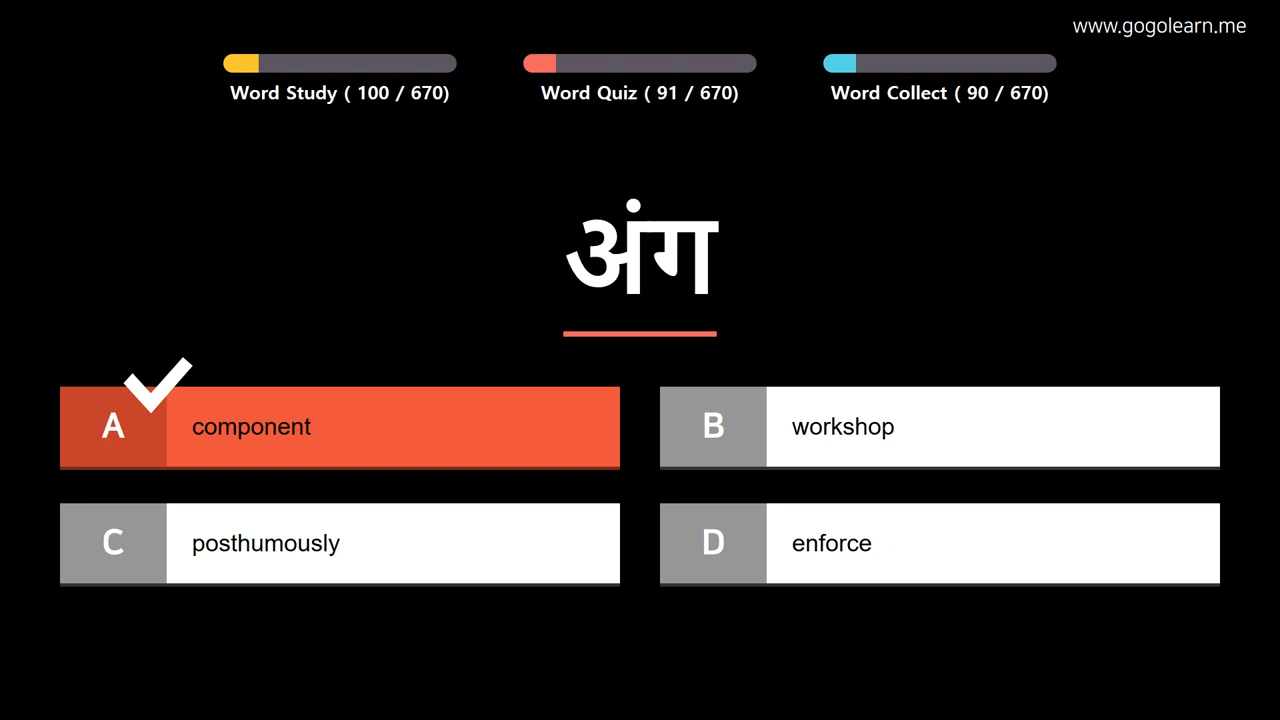 www.gogolearn.me
Word Study ( 100 / 670)
Word Quiz ( 91 / 670)
Word Collect ( 90 / 670)
अंग
A component
B workshop
C posthumously
D enforce